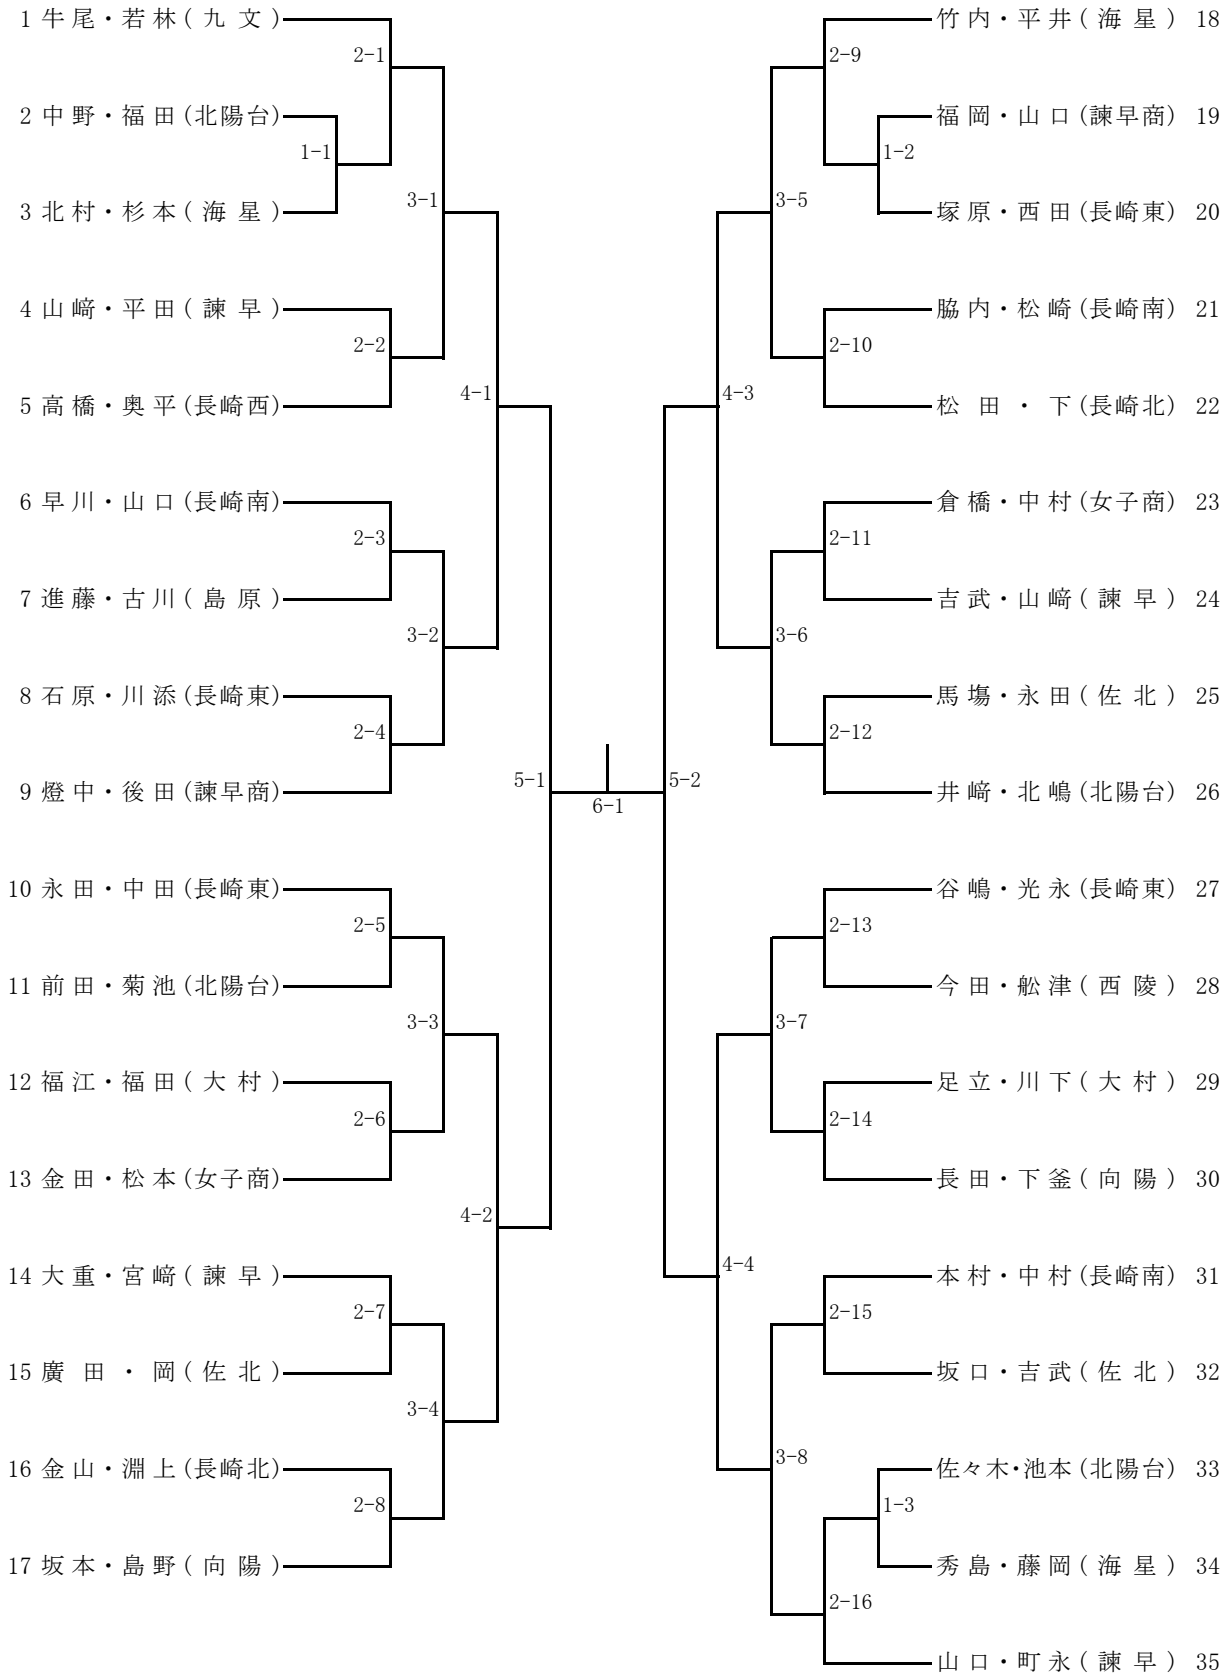 1 牛尾・若林(九文)
2-1
2 中野・福田(北陽台)
1-1
3 北村・杉本(海星)
3-1
4 山﨑・平田(諫早)
2-2
5 高橋・奥平(長崎西)
4-1
6 早川・山口(長崎南)
2-3
7 進藤・古川(島原)
3-2
8 石原・川添(長崎東)
2-4
9 燈中・後田(諫早商)
5-1
10 永田・中田(長崎東)
2-5
11 前田・菊池(北陽台)
3-3
12 福江・福田(大村)
2-6
13 金田・松本(女子商)
4-2
14 大重・宮﨑(諫早)
2-7
15 廣田・岡(佐北)
3-4
16 金山・淵上(長崎北)
2-8
17 坂本・島野(向陽)
6-1
竹内・平井(海星) 18
2-9
福岡・山口(諫早商) 19
1-2
塚原・西田(長崎東) 20
3-5
脇内・松崎(長崎南) 21
2-10
松田・下(長崎北) 22
4-3
倉橋・中村(女子商) 23
2-11
吉武・山﨑(諫早) 24
3-6
馬塲・永田(佐北) 25
2-12
井﨑・北嶋(北陽台) 26
5-2
谷嶋・光永(長崎東) 27
2-13
今田・舩津(西陵) 28
3-7
足立・川下(大村) 29
2-14
長田・下釜(向陽) 30
4-4
本村・中村(長崎南) 31
2-15
坂口・吉武(佐北) 32
3-8
佐々木・池本(北陽台) 33
1-3
秀島・藤岡(海星) 34
2-16
山口・町永(諫早) 35